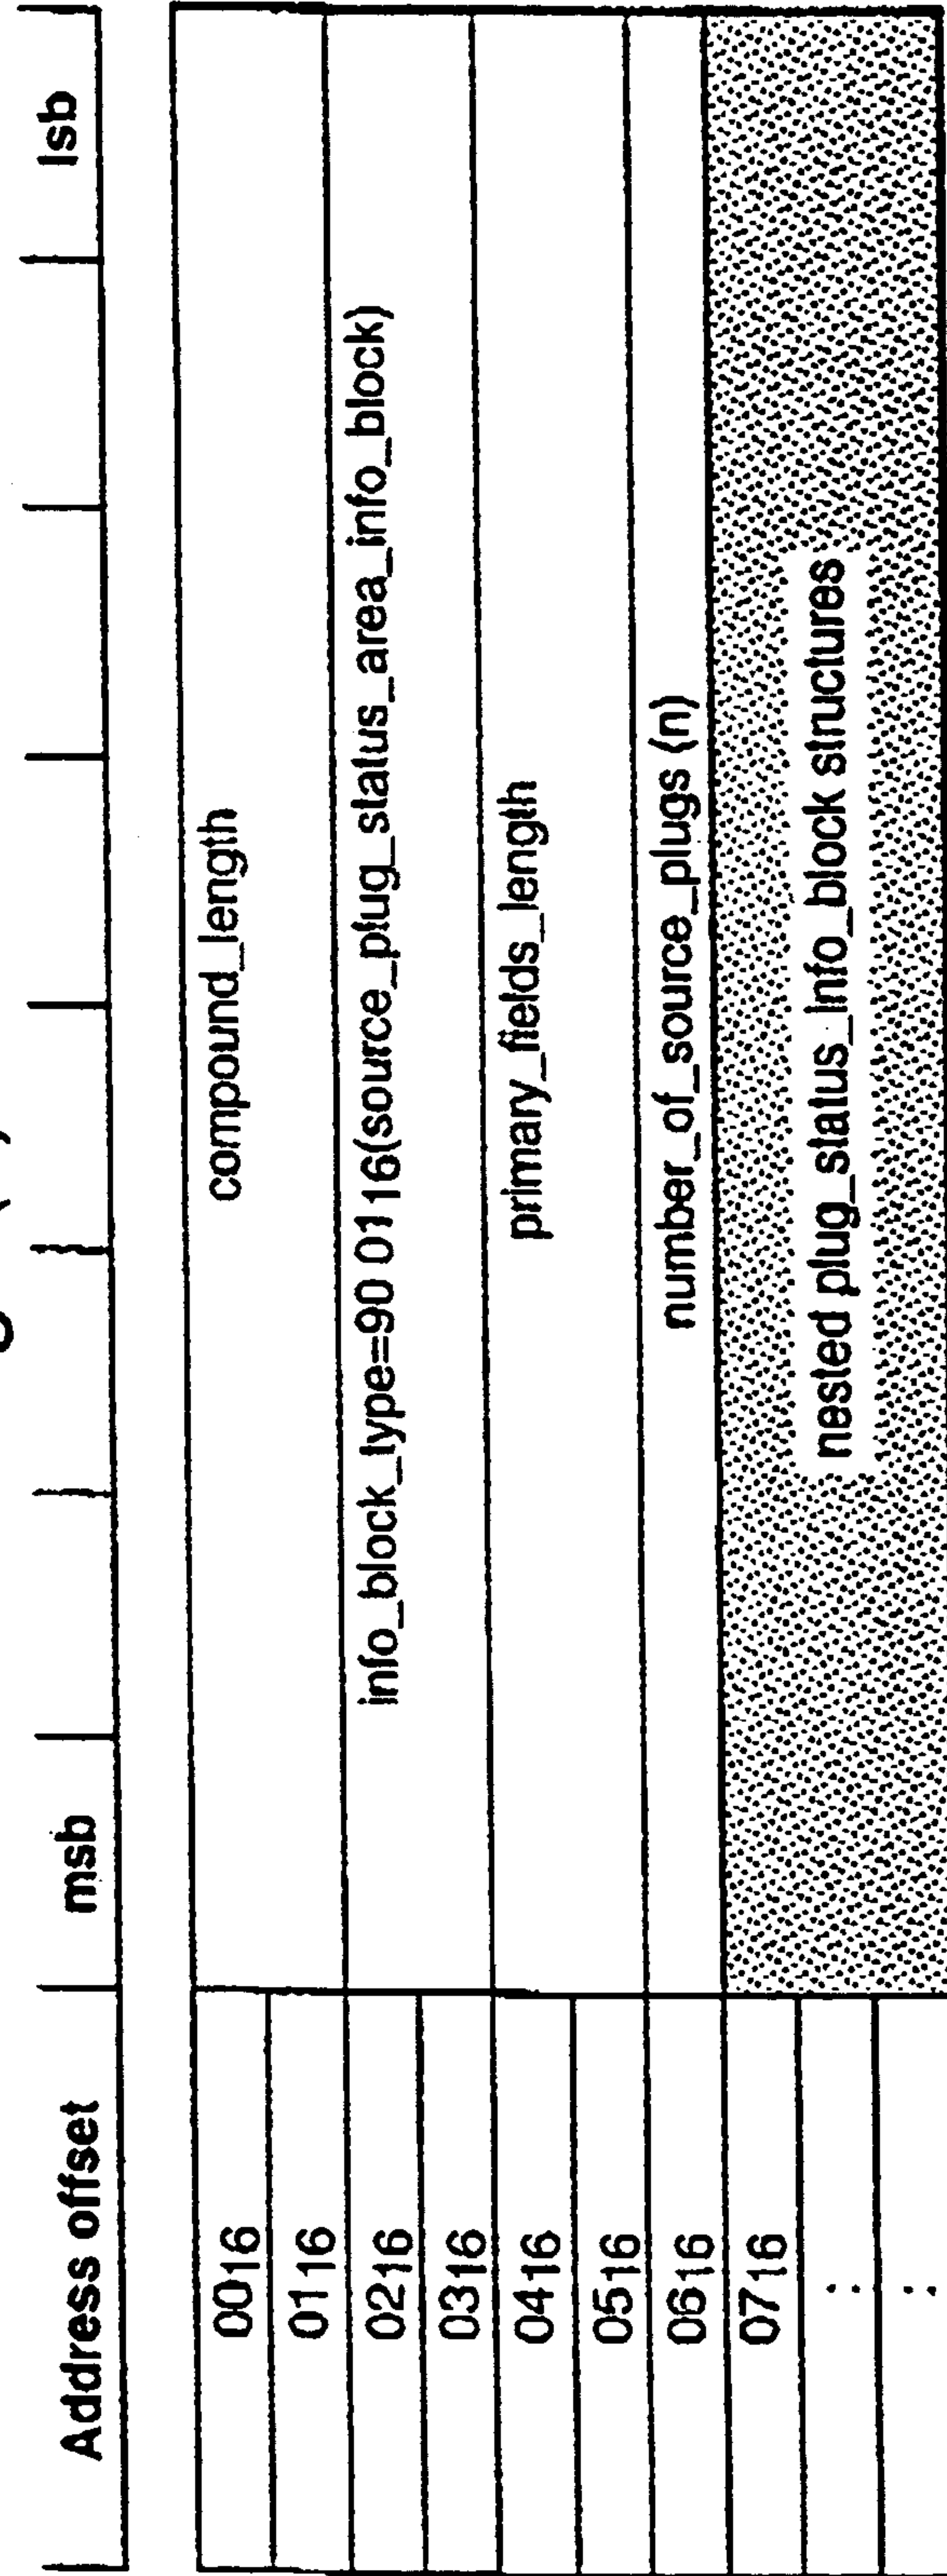 Address offset msb lsb
00₁₆ compound_length
01₁₆
02₁₆ info_block_type=90 01₁₆(source_plug_status_area_info_block)
03₁₆
04₁₆ primary_fields_length
05₁₆
06₁₆ number_of_source_plugs (n)
07₁₆ nested plug_status_info_block structures
:
: